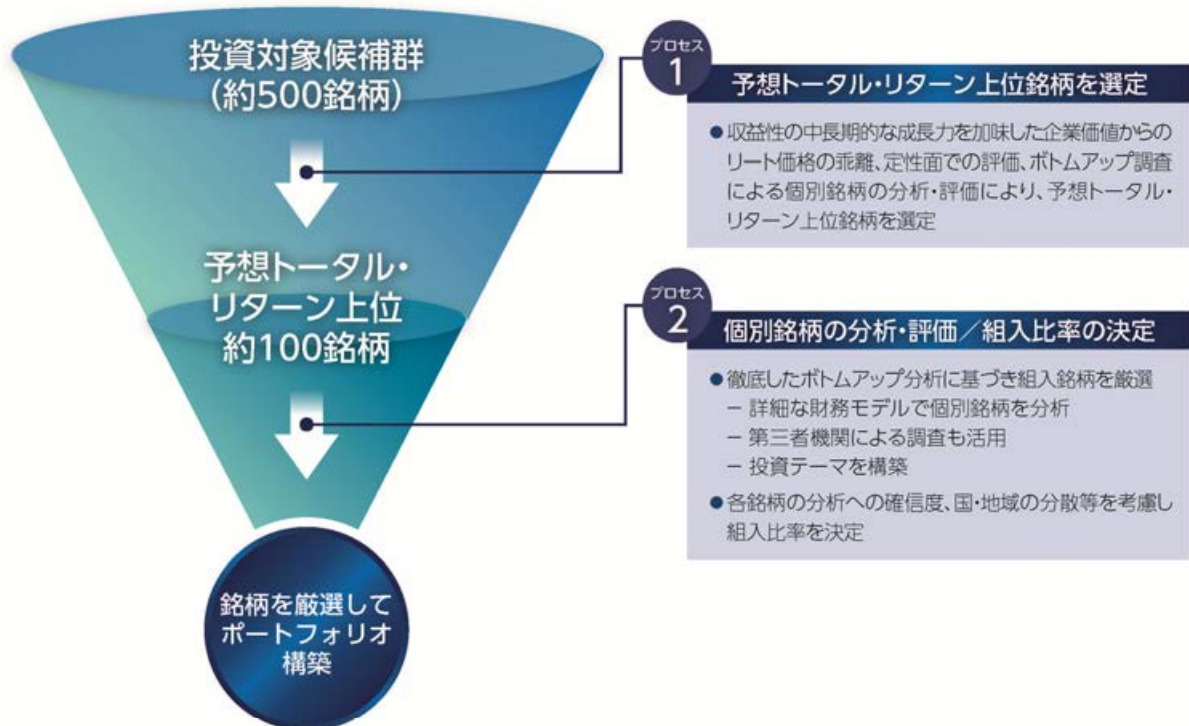 投資対象候補群
(約500銘柄)
プロセス
1
予想トータル・リターン上位銘柄を選定
●収益性の中長期的な成長力を加味した企業価値からの
リート価格の乖離、定性面での評価、ボトムアップ調査
による個別銘柄の分析・評価により、予想トータル・
リターン上位銘柄を選定
予想トータル・
リターン上位
約100銘柄
プロセス
2
個別銘柄の分析・評価／組入比率の決定
●徹底したボトムアップ分析に基づき組入銘柄を厳選
− 詳細な財務モデルで個別銘柄を分析
− 第三者機関による調査も活用
− 投資テーマを構築
●各銘柄の分析への確信度、国・地域の分散等を考慮し
組入比率を決定
銘柄を厳選して
ポートフォリオ
構築